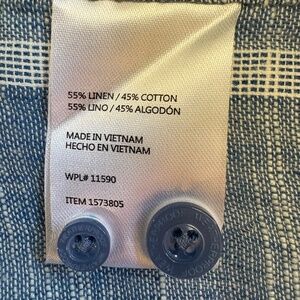 55% LINEN / 45% COTTON
55% LINO / 45% ALGODÓN
MADE IN VIETNAM
HECHO EN VIETNAM
WPL# 11590
ITEM 1573805